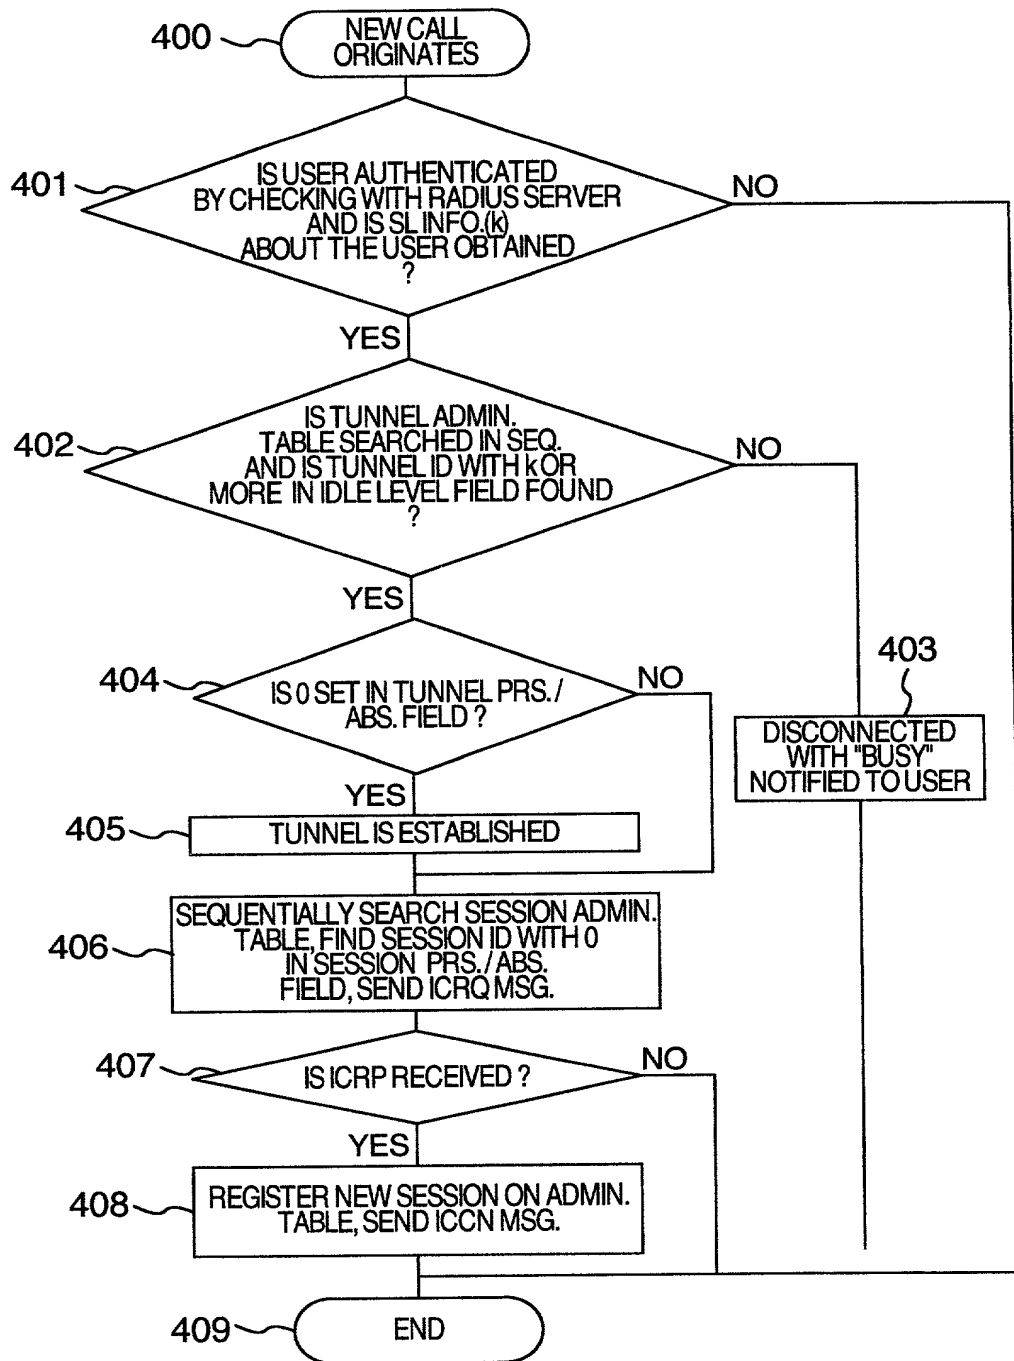 400
NEW CALL
ORIGINATES
401
IS USER AUTHENTICATED
BY CHECKING WITH RADIUS SERVER
AND IS SL INFO.(k)
ABOUT THE USER OBTAINED
?
NO
YES
402
IS TUNNEL ADMIN.
TABLE SEARCHED IN SEQ.
AND IS TUNNEL ID WITH k OR
MORE IN IDLE LEVEL FIELD FOUND
?
NO
YES
403
DISCONNECTED
WITH "BUSY"
NOTIFIED TO USER
404
IS 0 SET IN TUNNEL PRS. /
ABS. FIELD ?
NO
YES
405
TUNNEL IS ESTABLISHED
406
SEQUENTIALLY SEARCH SESSION ADMIN.
TABLE, FIND SESSION ID WITH 0
IN SESSION PRS. / ABS.
FIELD, SEND ICRQ MSG.
407
IS ICRP RECEIVED ?
NO
YES
408
REGISTER NEW SESSION ON ADMIN.
TABLE, SEND ICCN MSG.
409
END